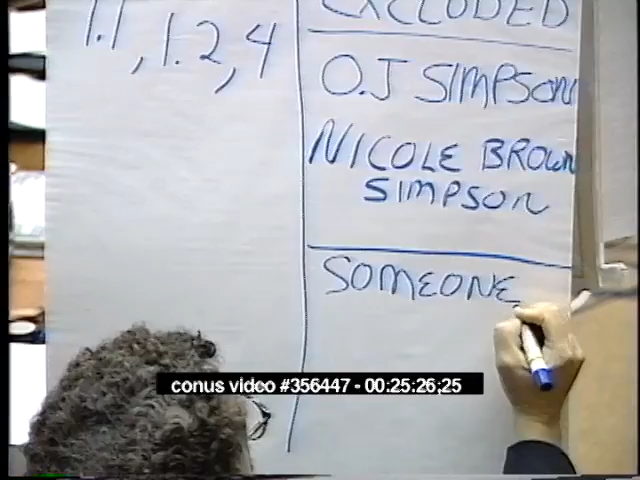 EXCLUDED
1.1, 1.2, 4
O.J SIMPSON
NICOLE BROWN
SIMPSON
SOMEONE
conus video #356447 - 00:25:26;25